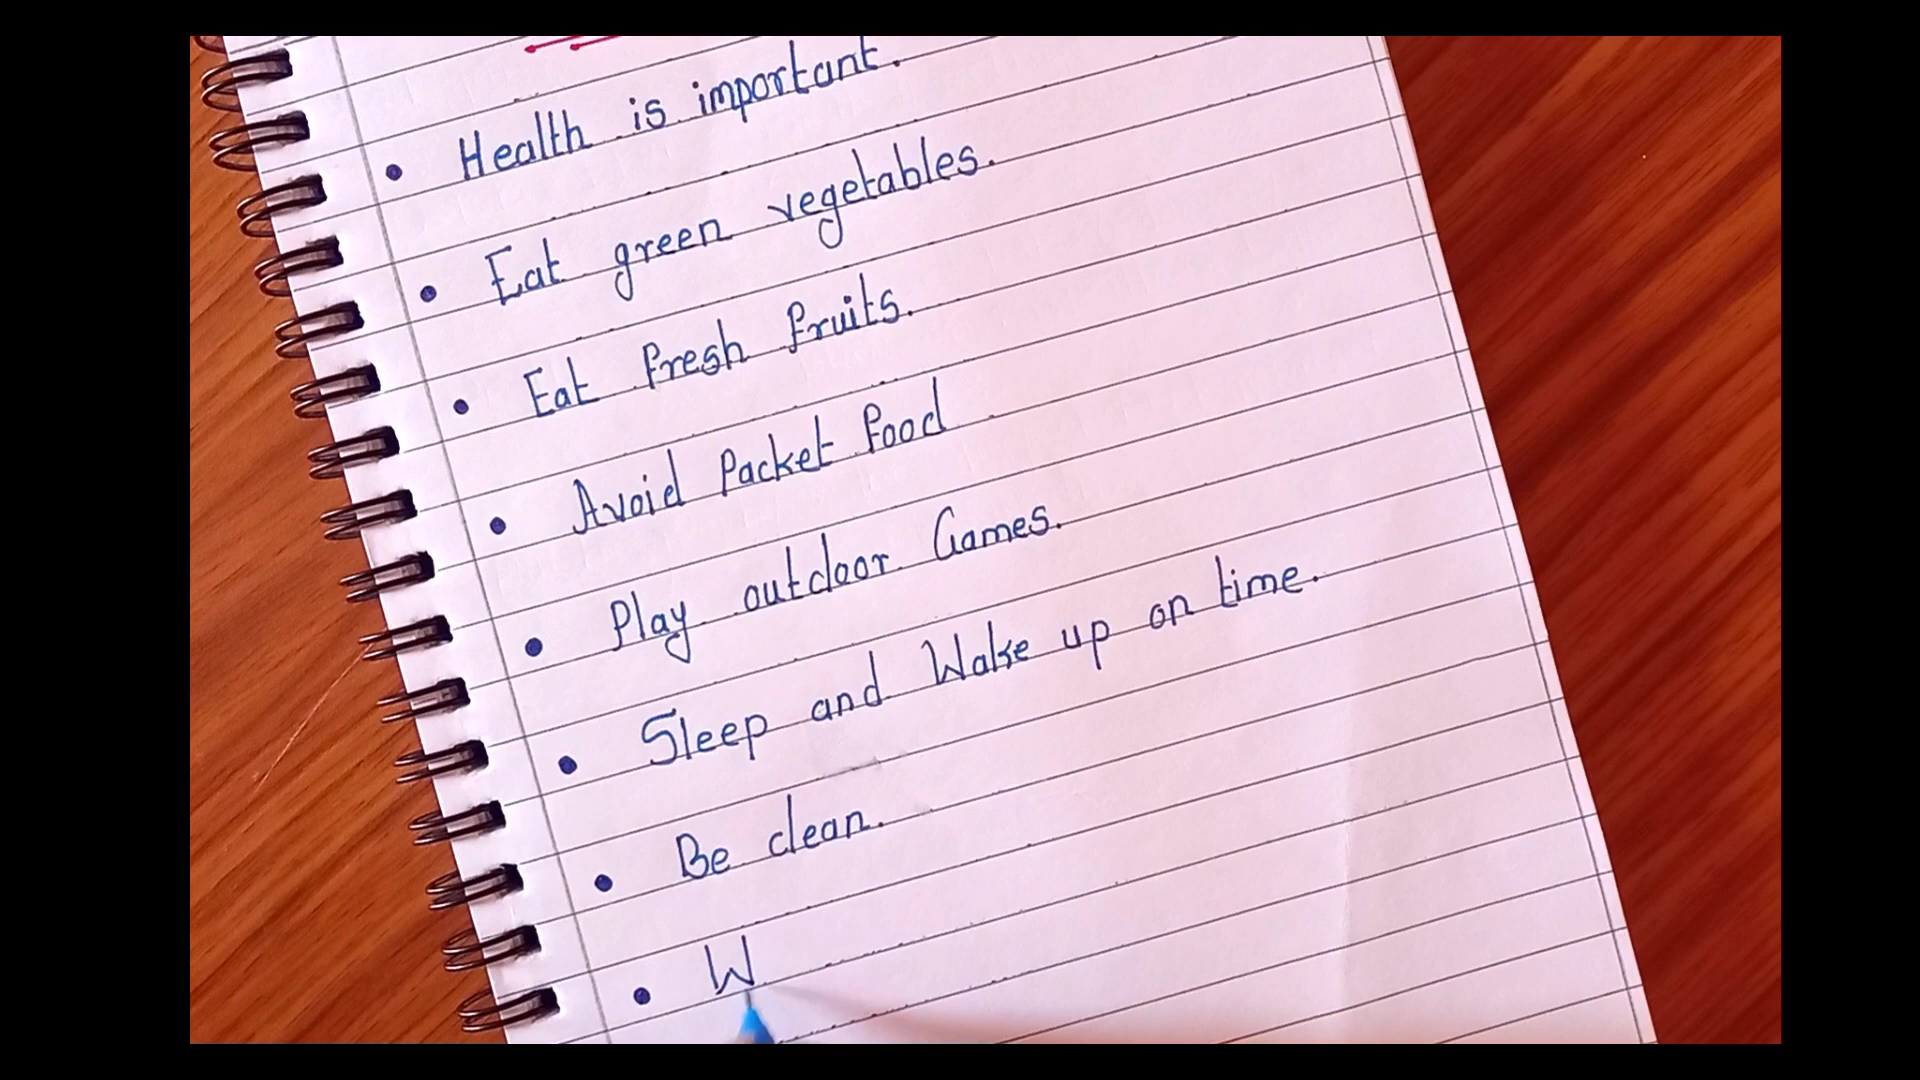 • Health is important.
• Eat green vegetables.
• Eat fresh fruits.
• Avoid Packet Food
• Play outdoor Games.
• Sleep and Wake up on time.
• Be clean.
• W